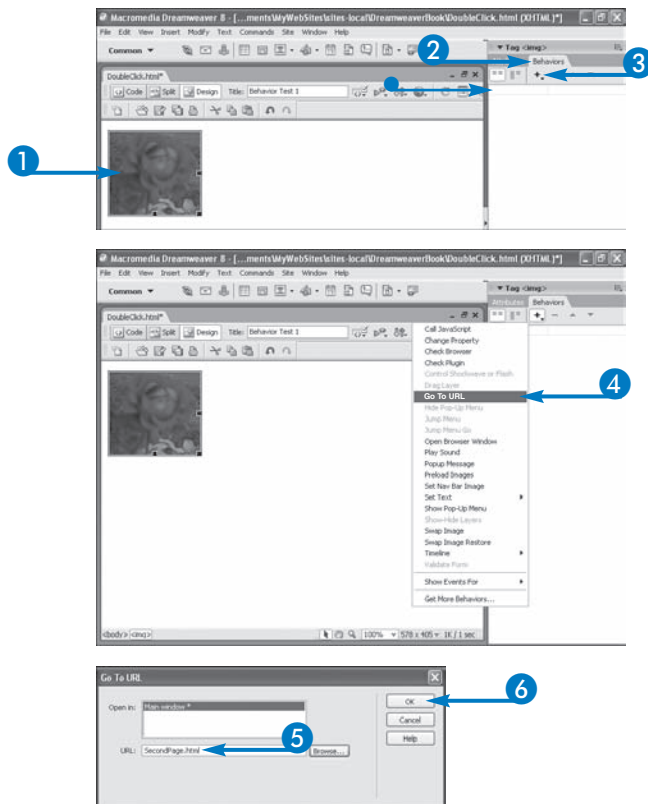 Macromedia Dreamweaver 8 - [...ments\MyWebSites\sites-local\DreamweaverBook\DoubleClick.html (XHTML)*]
File Edit View Insert Modify Text Commands Site Window Help
Common
2
Tag <img>
Behaviors
3
DoubleClick.html*
Code Split Design Title: Behavior Test 1
1
Macromedia Dreamweaver 8 - [...ments\MyWebSites\sites-local\DreamweaverBook\DoubleClick.html (XHTML)*]
File Edit View Insert Modify Text Commands Site Window Help
Common
Tag <img>
Attributes Behaviors
DoubleClick.html*
Code Split Design Title: Behavior Test 1
Call JavaScript
Change Property
Check Browser
Check Plugin
Control Shockwave or Flash
Drag Layer
Go To URL
4
Hide Pop-Up Menu
Jump Menu
Jump Menu Go
Open Browser Window
Play Sound
Popup Message
Preload Images
Set Nav Bar Image
Set Text
Show Pop-Up Menu
Show-Hide Layers
Swap Image
Swap Image Restore
Timeline
Validate Form
Show Events For
Get More Behaviors...
<body> <img>
100% 578 x 405 1K / 1 sec
Go To URL
Open in: Main window *
OK
6
Cancel
Help
5
URL: SecondPage.html
Browse...